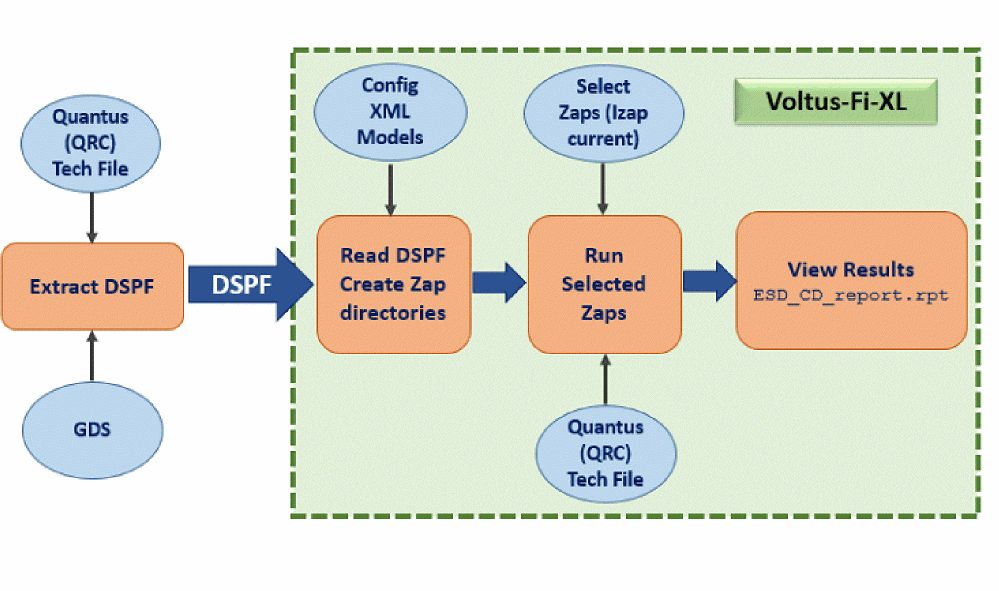 Quantus
(QRC)
Tech File
Extract DSPF
GDS
DSPF
Config
XML
Models
Read DSPF
Create Zap
directories
Select
Zaps (Izap
current)
Run
Selected
Zaps
Quantus
(QRC)
Tech File
Voltus-Fi-XL
View Results
ESD_CD_report.rpt